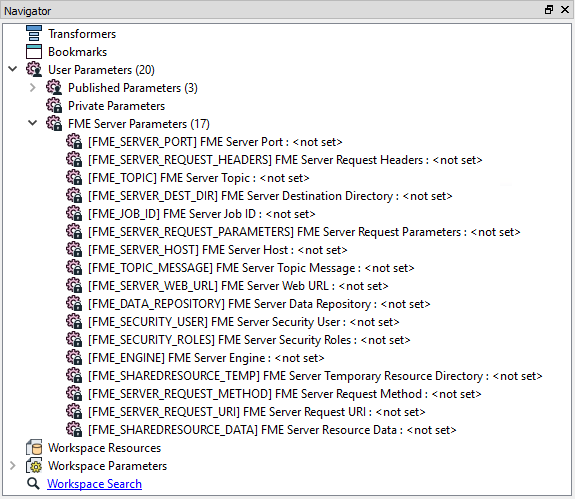 Navigator
Transformers
Bookmarks
User Parameters (20)
Published Parameters (3)
Private Parameters
FME Server Parameters (17)
[FME_SERVER_PORT] FME Server Port : <not set>
[FME_SERVER_REQUEST_HEADERS] FME Server Request Headers : <not set>
[FME_TOPIC] FME Server Topic : <not set>
[FME_SERVER_DEST_DIR] FME Server Destination Directory : <not set>
[FME_JOB_ID] FME Server Job ID : <not set>
[FME_SERVER_REQUEST_PARAMETERS] FME Server Request Parameters : <not set>
[FME_SERVER_HOST] FME Server Host : <not set>
[FME_TOPIC_MESSAGE] FME Server Topic Message : <not set>
[FME_SERVER_WEB_URL] FME Server Web URL : <not set>
[FME_DATA_REPOSITORY] FME Server Data Repository : <not set>
[FME_SECURITY_USER] FME Server Security User : <not set>
[FME_SECURITY_ROLES] FME Server Security Roles : <not set>
[FME_ENGINE] FME Server Engine : <not set>
[FME_SHAREDRESOURCE_TEMP] FME Server Temporary Resource Directory : <not set>
[FME_SERVER_REQUEST_METHOD] FME Server Request Method : <not set>
[FME_SERVER_REQUEST_URI] FME Server Request URI : <not set>
[FME_SHAREDRESOURCE_DATA] FME Server Resource Data : <not set>
Workspace Resources
Workspace Parameters
Workspace Search